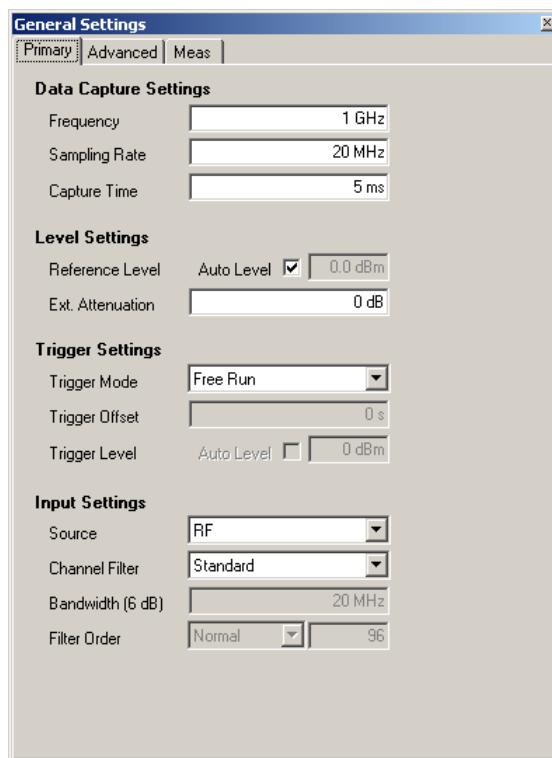 General Settings
Primary Advanced Meas
Data Capture Settings
Frequency 1 GHz
Sampling Rate 20 MHz
Capture Time 5 ms
Level Settings
Reference Level Auto Level 0.0 dBm
Ext. Attenuation 0 dB
Trigger Settings
Trigger Mode Free Run
Trigger Offset 0 s
Trigger Level Auto Level 0 dBm
Input Settings
Source RF
Channel Filter Standard
Bandwidth (6 dB) 20 MHz
Filter Order Normal 96